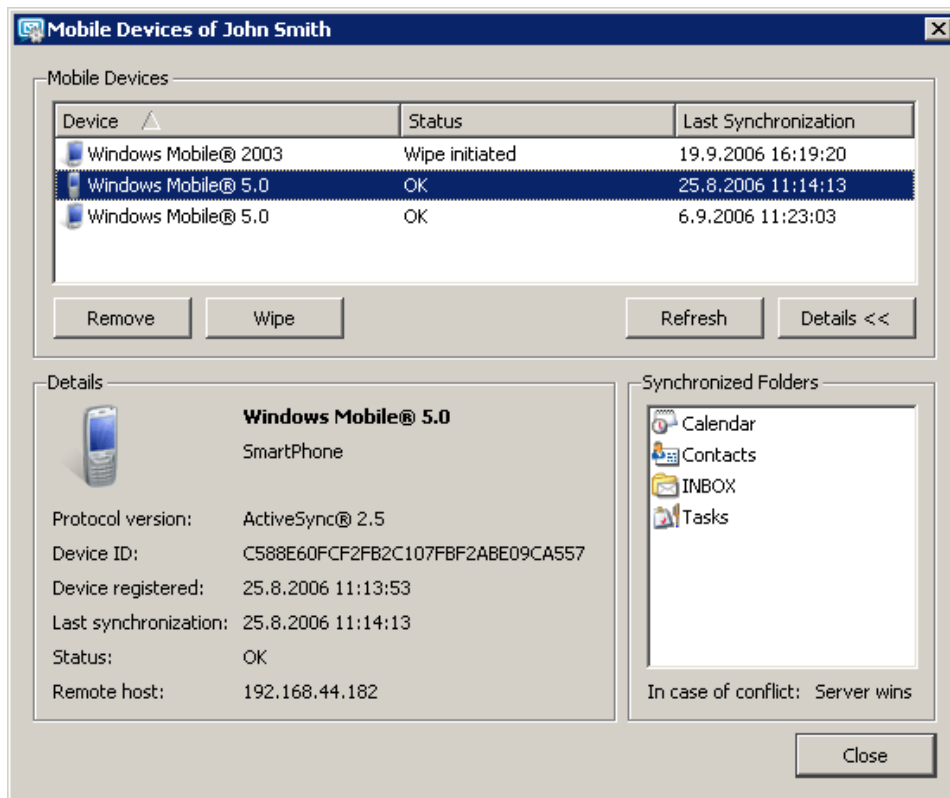 Mobile Devices of John Smith
Mobile Devices
Device Status Last Synchronization
Windows Mobile® 2003 Wipe initiated 19.9.2006 16:19:20
Windows Mobile® 5.0 OK 25.8.2006 11:14:13
Windows Mobile® 5.0 OK 6.9.2006 11:23:03
Remove Wipe Refresh Details <<
Details
Windows Mobile® 5.0
SmartPhone
Protocol version: ActiveSync® 2.5
Device ID: C588E60FCF2FB2C107FBF2ABE09CA557
Device registered: 25.8.2006 11:13:53
Last synchronization: 25.8.2006 11:14:13
Status: OK
Remote host: 192.168.44.182
Synchronized Folders
Calendar
Contacts
INBOX
Tasks
In case of conflict: Server wins
Close